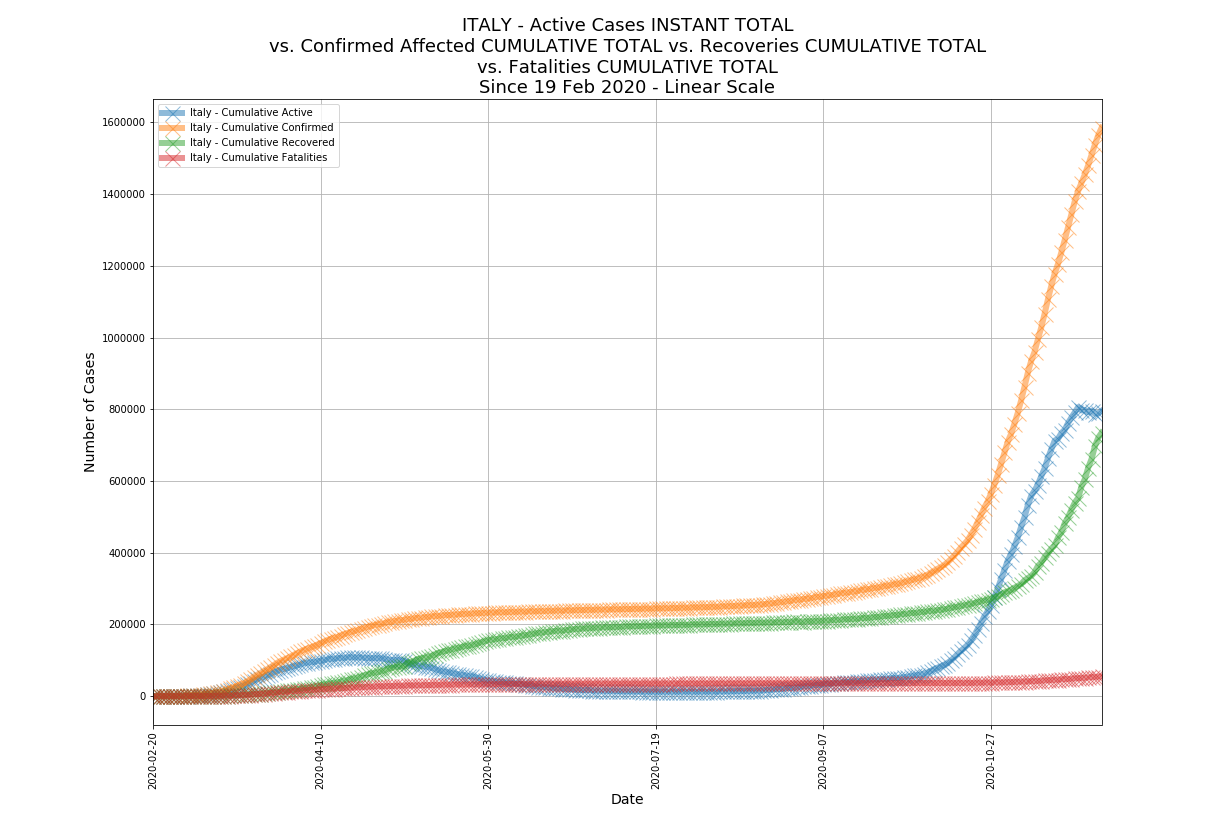 ITALY - Active Cases INSTANT TOTAL
vs. Confirmed Affected CUMULATIVE TOTAL vs. Recoveries CUMULATIVE TOTAL
vs. Fatalities CUMULATIVE TOTAL
Since 19 Feb 2020 - Linear Scale
Italy - Cumulative Active
Italy - Cumulative Confirmed
Italy - Cumulative Recovered
Italy - Cumulative Fatalities
Number of Cases
1600000
1400000
1200000
1000000
800000
600000
400000
200000
0
2020-02-20
2020-04-10
2020-05-30
2020-07-19
2020-09-07
2020-10-27
Date